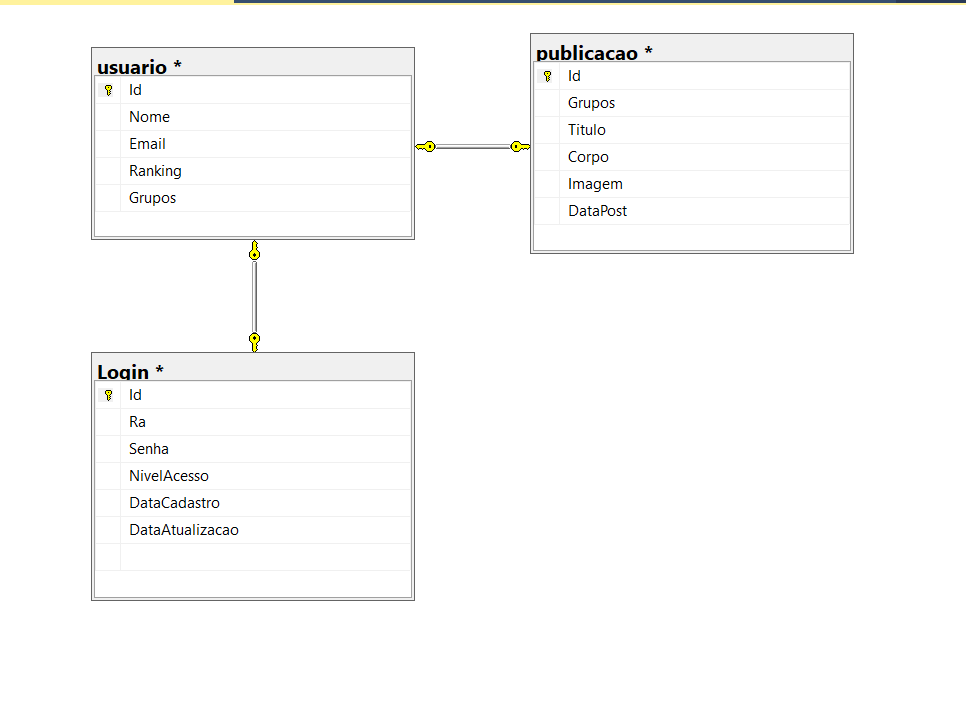 usuario *
Id
Nome
Email
Ranking
Grupos
publicacao *
Id
Grupos
Titulo
Corpo
Imagem
DataPost
Login *
Id
Ra
Senha
NivelAcesso
DataCadastro
DataAtualizacao